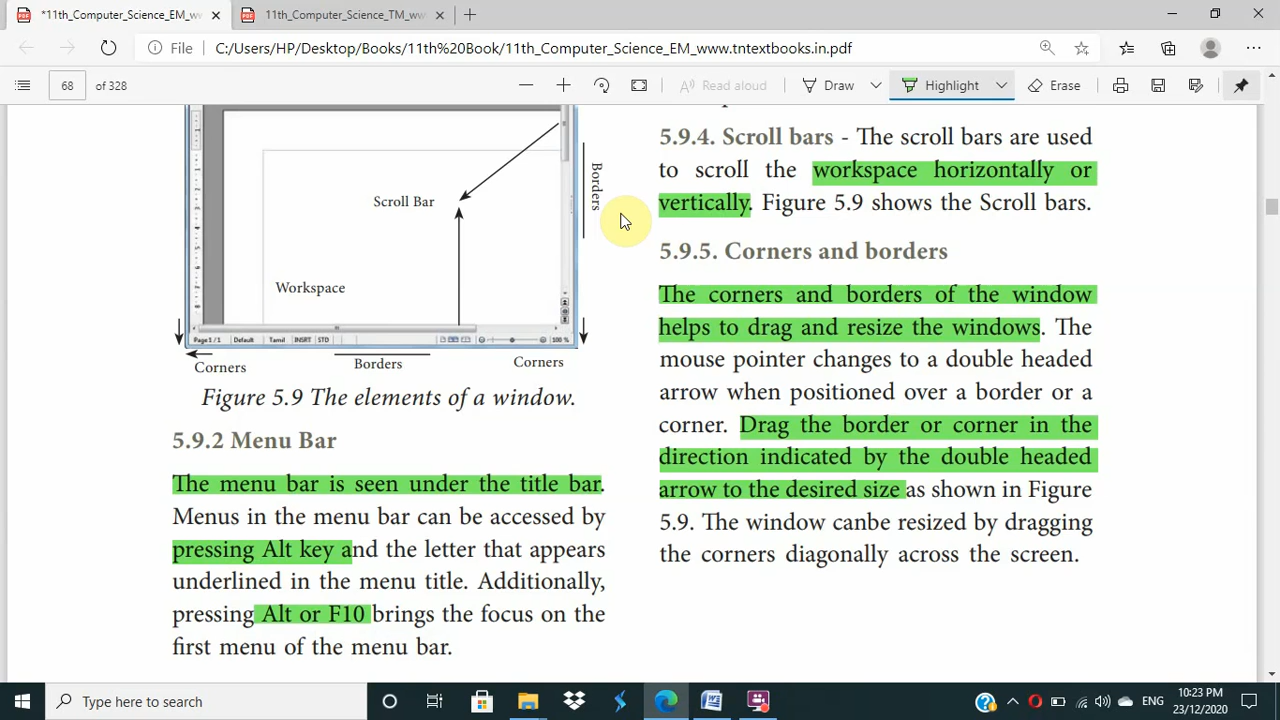 *11th_Computer_Science_EM_w
11th_Computer_Science_TM_w
File
C:/Users/HP/Desktop/Books/11th%20Book/11th_Computer_Science_EM_www.tntextbooks.in.pdf
68 of 328
Read aloud
Draw
Highlight
Erase
Scroll Bar
Borders
Workspace
Page 1 / 1 Default Tamil INSRT STD 100 %
Corners
Borders
Corners
Figure 5.9 The elements of a window.
5.9.2 Menu Bar
The menu bar is seen under the title bar.
Menus in the menu bar can be accessed by
pressing Alt key and the letter that appears
underlined in the menu title. Additionally,
pressing Alt or F10 brings the focus on the
first menu of the menu bar.
5.9.4. Scroll bars - The scroll bars are used
to scroll the workspace horizontally or
vertically. Figure 5.9 shows the Scroll bars.
5.9.5. Corners and borders
The corners and borders of the window
helps to drag and resize the windows. The
mouse pointer changes to a double headed
arrow when positioned over a border or a
corner. Drag the border or corner in the
direction indicated by the double headed
arrow to the desired size as shown in Figure
5.9. The window canbe resized by dragging
the corners diagonally across the screen.
Type here to search
ENG
10:23 PM
23/12/2020